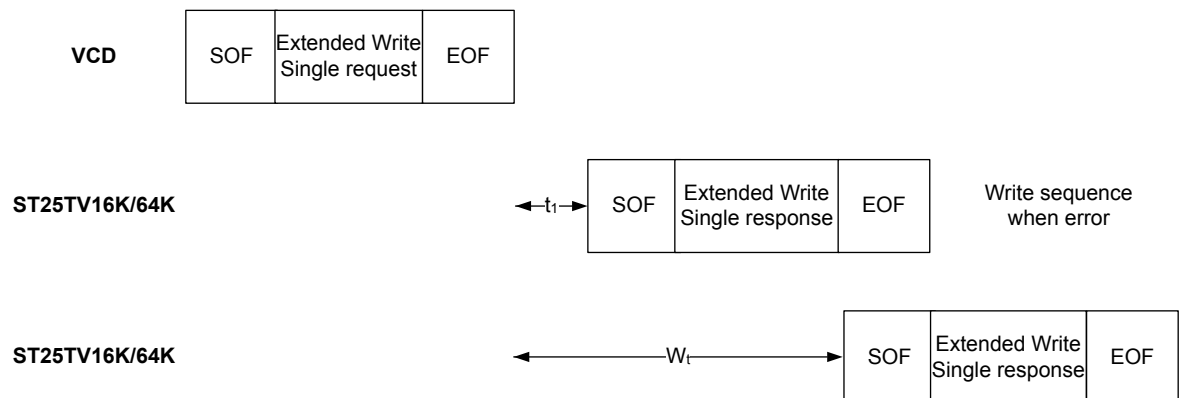 VCD
SOF
Extended Write
Single request
EOF
ST25TV16K/64K
t₁
SOF
Extended Write
Single response
EOF
Write sequence
when error
ST25TV16K/64K
Wₜ
SOF
Extended Write
Single response
EOF